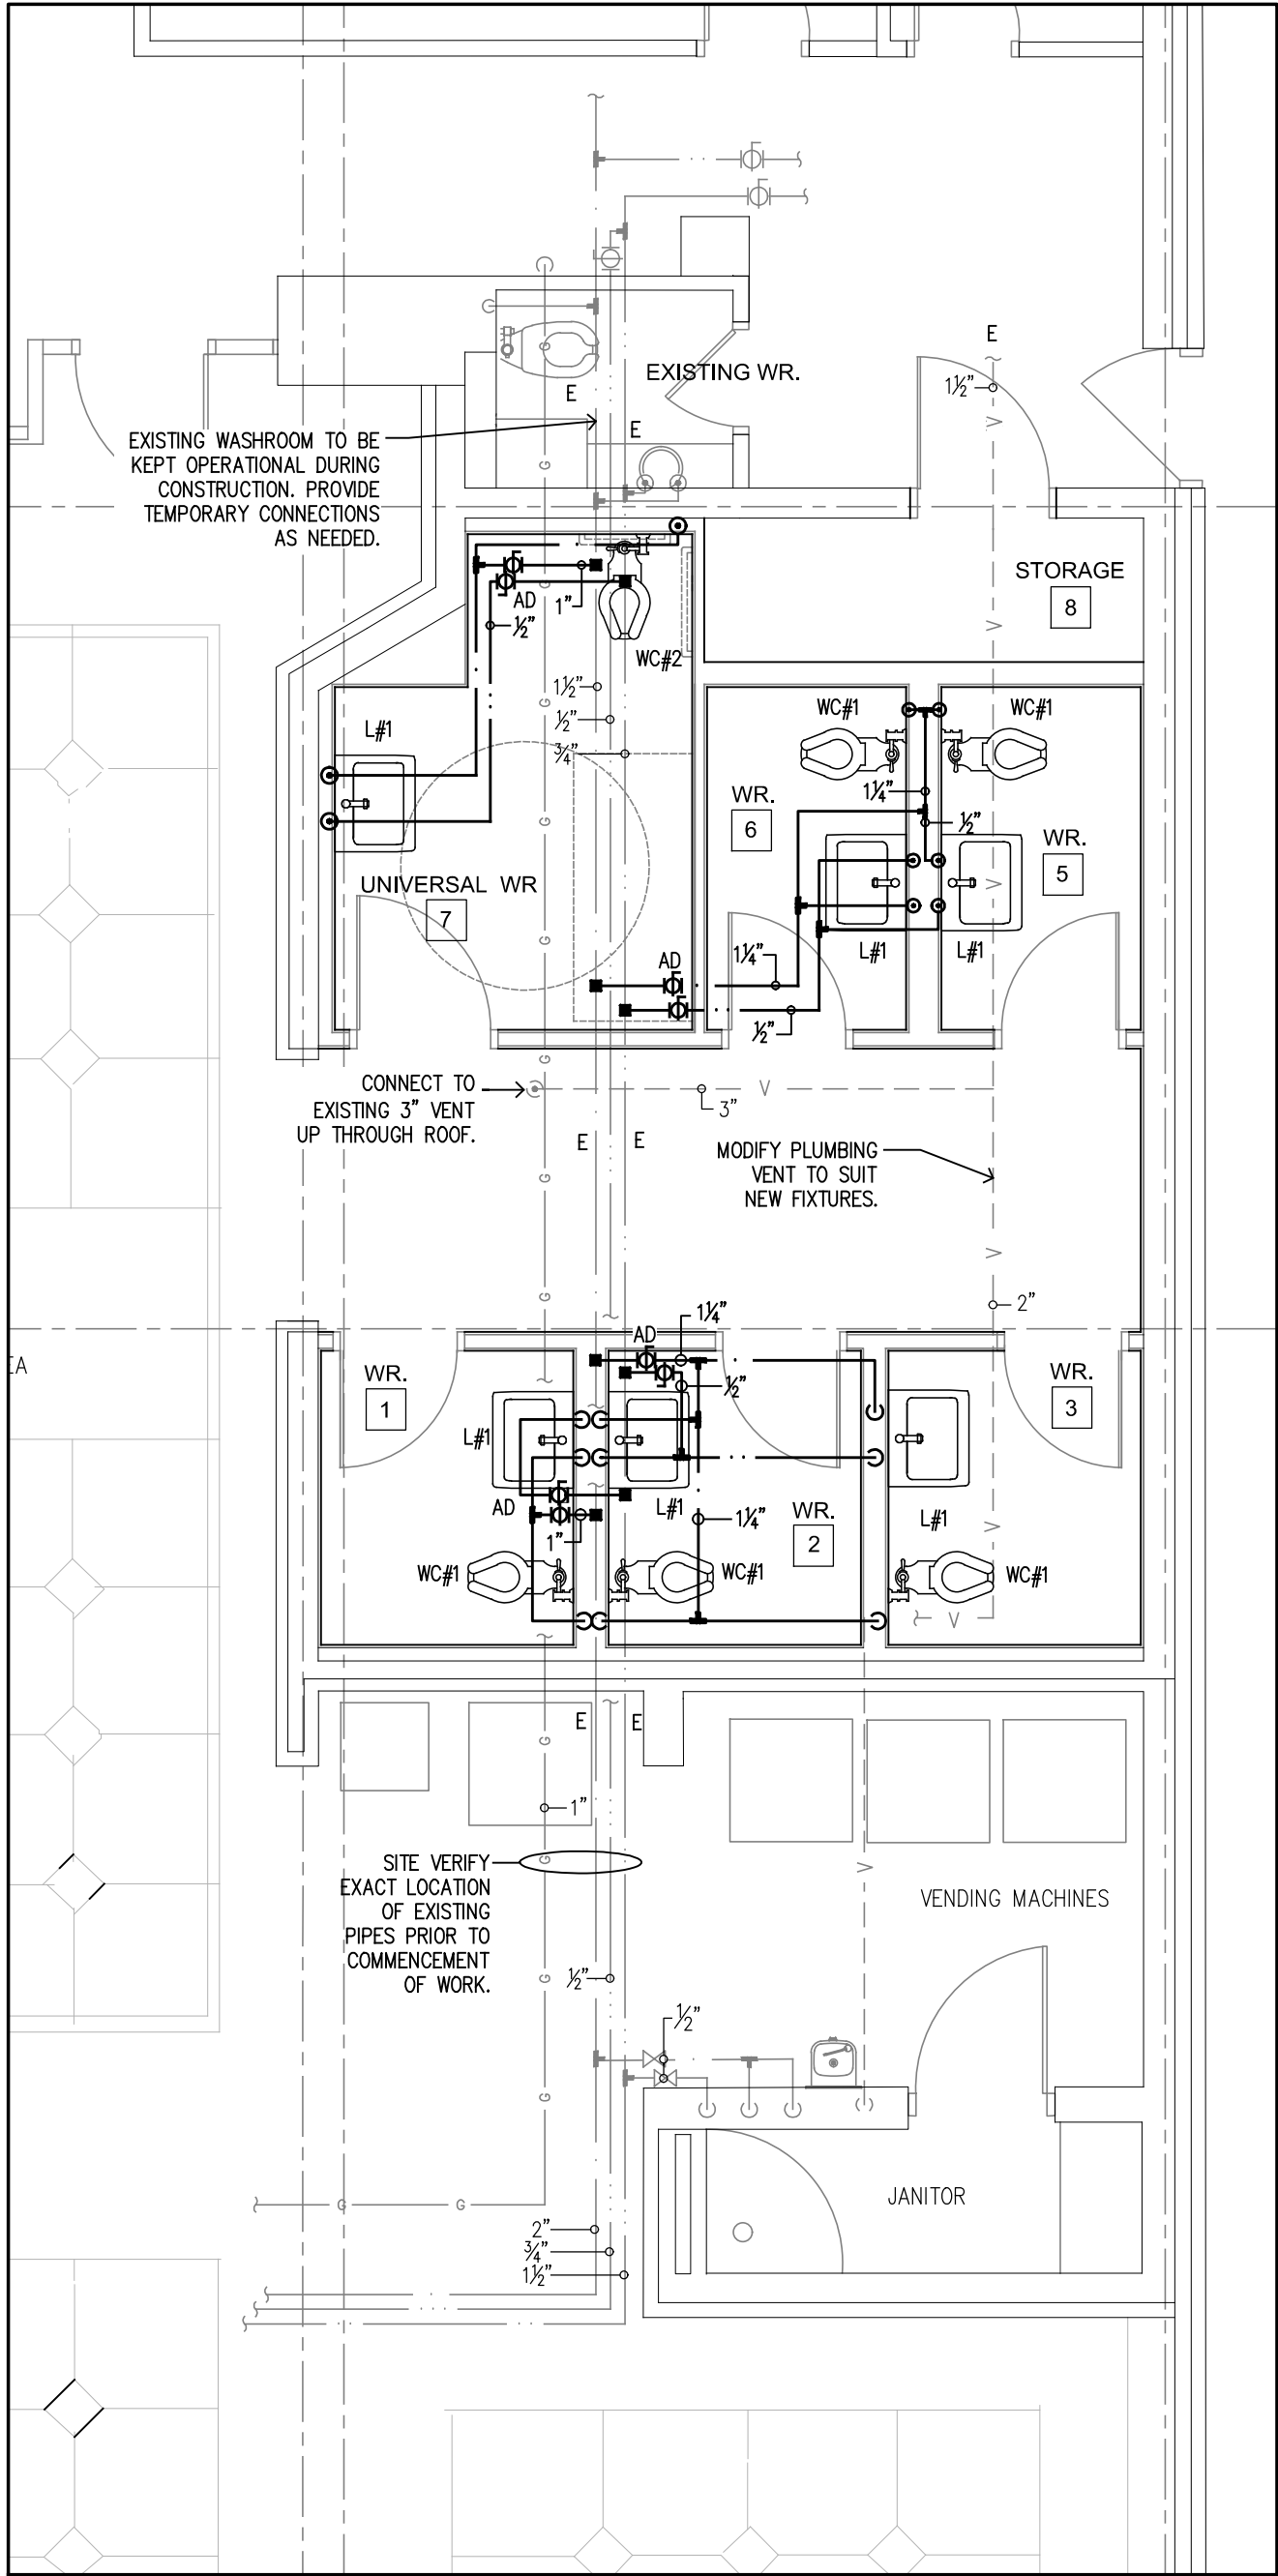 E
1½"
EXISTING WR.
E
E
EXISTING WASHROOM TO BE
KEPT OPERATIONAL DURING
CONSTRUCTION. PROVIDE
TEMPORARY CONNECTIONS
AS NEEDED.
G
V
G
AD
1"
½"
STORAGE
8
V
G
WC#2
1½"
G
½"
¾"
L#1
WC#1
WC#1
1¼"
½"
WR.
6
WR.
5
G
V
UNIVERSAL WR
7
G
L#1
L#1
AD
1¼"
½"
G
CONNECT TO
EXISTING 3" VENT
UP THROUGH ROOF.
V
3"
E
E
MODIFY PLUMBING
VENT TO SUIT
NEW FIXTURES.
G
V
V
G
2"
1¼"
AD
EA
WR.
1
½"
WR.
3
L#1
AD
L#1
1"
1¼"
WR.
2
L#1
V
WC#1
WC#1
WC#1
V
E
E
G
1"
SITE VERIFY
EXACT LOCATION
OF EXISTING
PIPES PRIOR TO
COMMENCEMENT
OF WORK.
G
V
VENDING MACHINES
G
½"
½"
G
JANITOR
G
G
2"
¾"
1½"